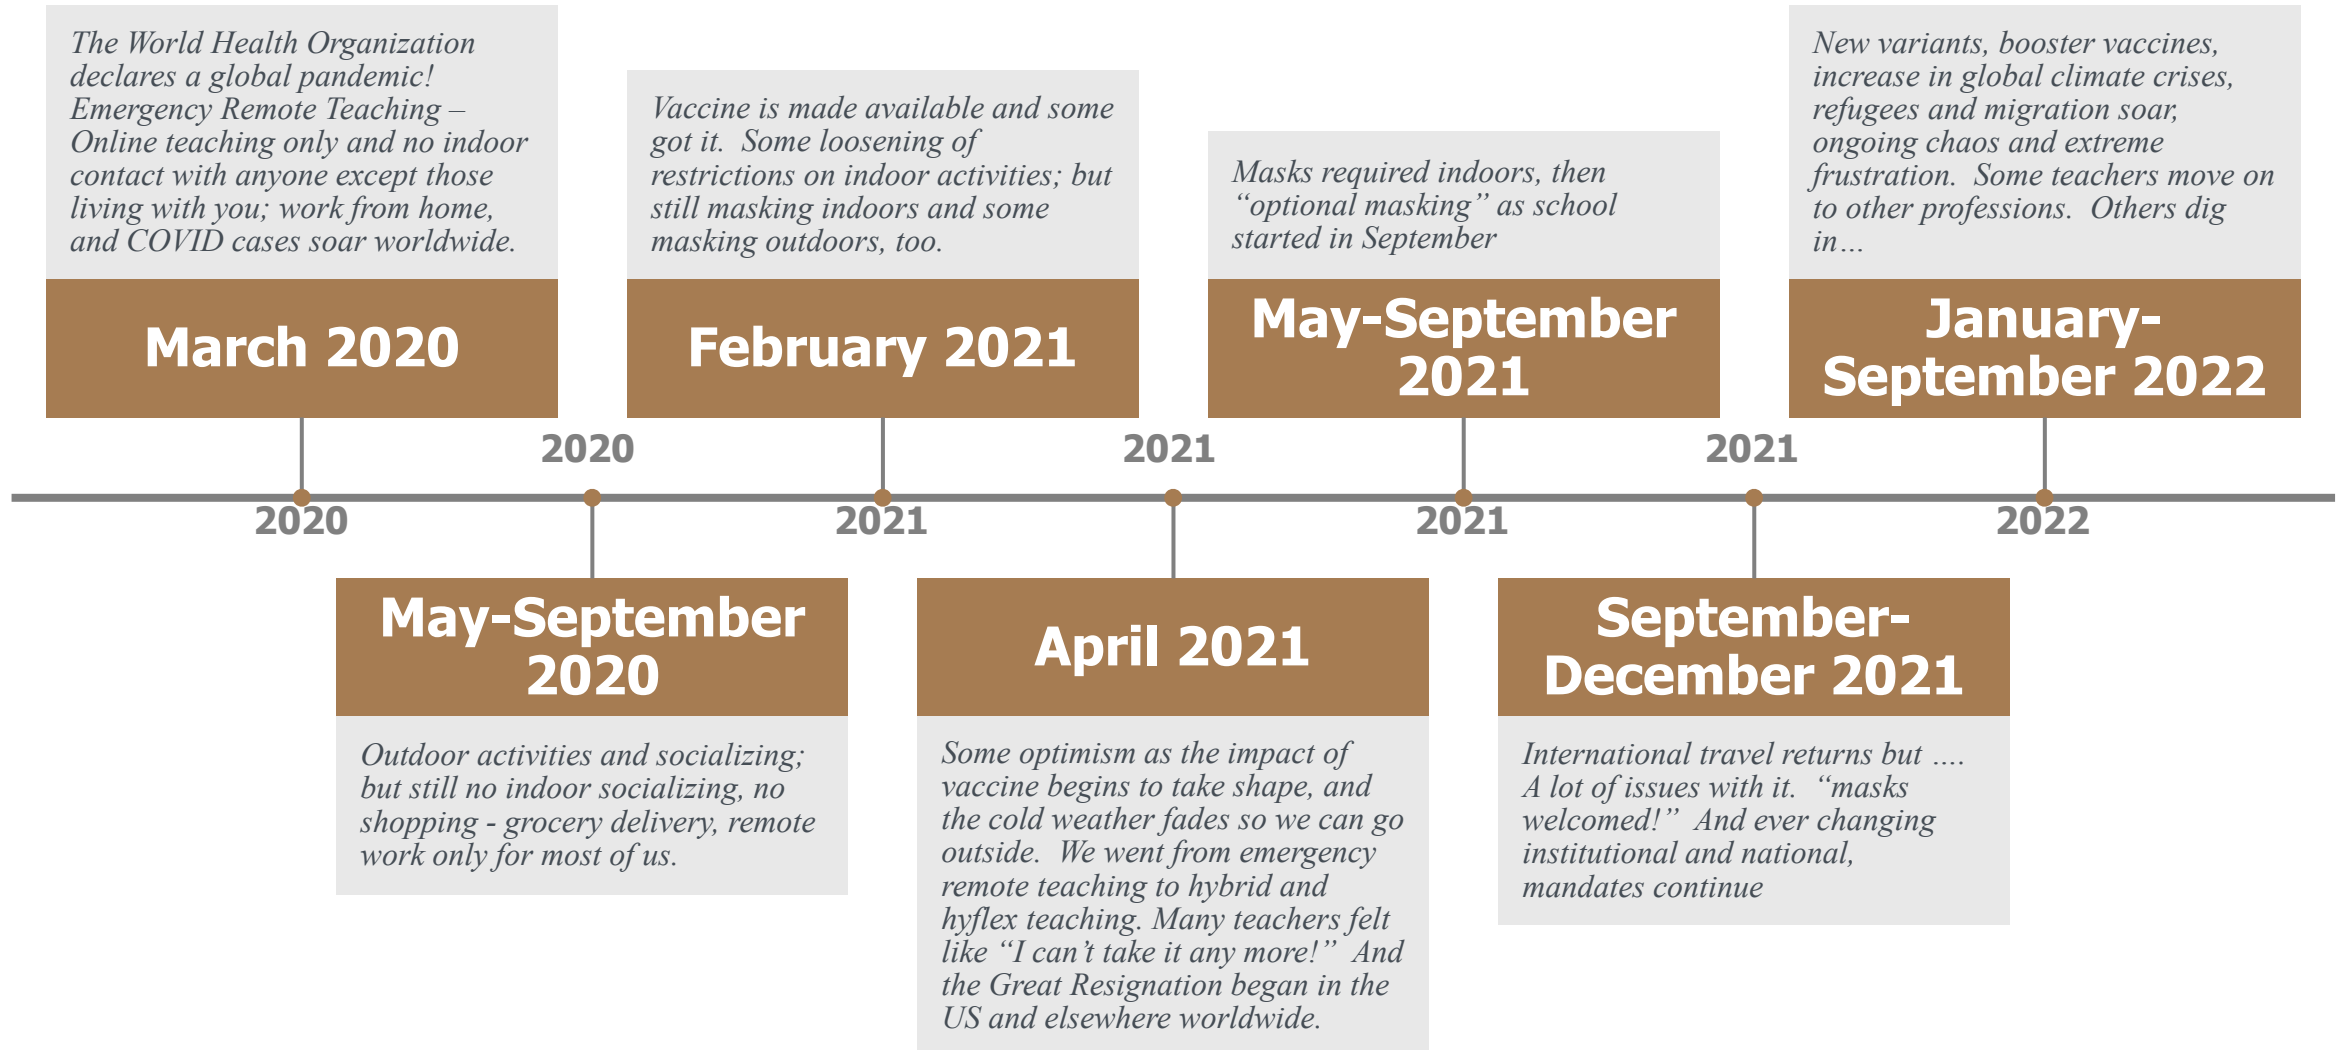 The World Health Organization
declares a global pandemic!
Emergency Remote Teaching –
Online teaching only and no indoor
contact with anyone except those
living with you; work from home,
and COVID cases soar worldwide.
March 2020
2020
May-September
2020
2020
Outdoor activities and socializing;
but still no indoor socializing, no
shopping - grocery delivery, remote
work only for most of us.
Vaccine is made available and some
got it.  Some loosening of
restrictions on indoor activities; but
still masking indoors and some
masking outdoors, too.
February 2021
2021
2021
April 2021
Some optimism as the impact of
vaccine begins to take shape, and
the cold weather fades so we can go
outside.  We went from emergency
remote teaching to hybrid and
hyflex teaching. Many teachers felt
like “I can’t take it any more!”  And
the Great Resignation began in the
US and elsewhere worldwide.
Masks required indoors, then
“optional masking” as school
started in September
May-September
2021
2021
2021
September-
December 2021
International travel returns but ….
A lot of issues with it.  “masks
welcomed!”  And ever changing
institutional and national,
mandates continue
New variants, booster vaccines,
increase in global climate crises,
refugees and migration soar,
ongoing chaos and extreme
frustration.  Some teachers move on
to other professions.  Others dig
in…
January-
September 2022
2022